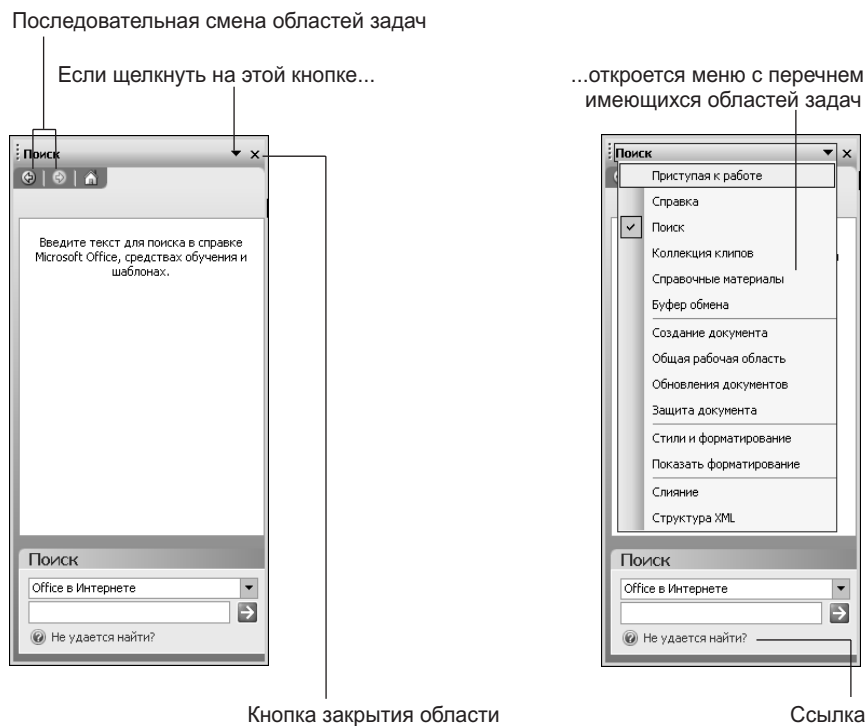 Последовательная смена областей задач
Если щелкнуть на этой кнопке...
Поиск
Введите текст для поиска в справке
Microsoft Office, средствах обучения и
шаблонах.
Поиск
Office в Интернете
Не удается найти?
Кнопка закрытия области
...откроется меню с перечнем
имеющихся областей задач
Поиск
Приступая к работе
Справка
Поиск
Коллекция клипов
Справочные материалы
Буфер обмена
Создание документа
Общая рабочая область
Обновления документов
Защита документа
Стили и форматирование
Показать форматирование
Слияние
Структура XML
Поиск
Office в Интернете
Не удается найти?
Ссылка